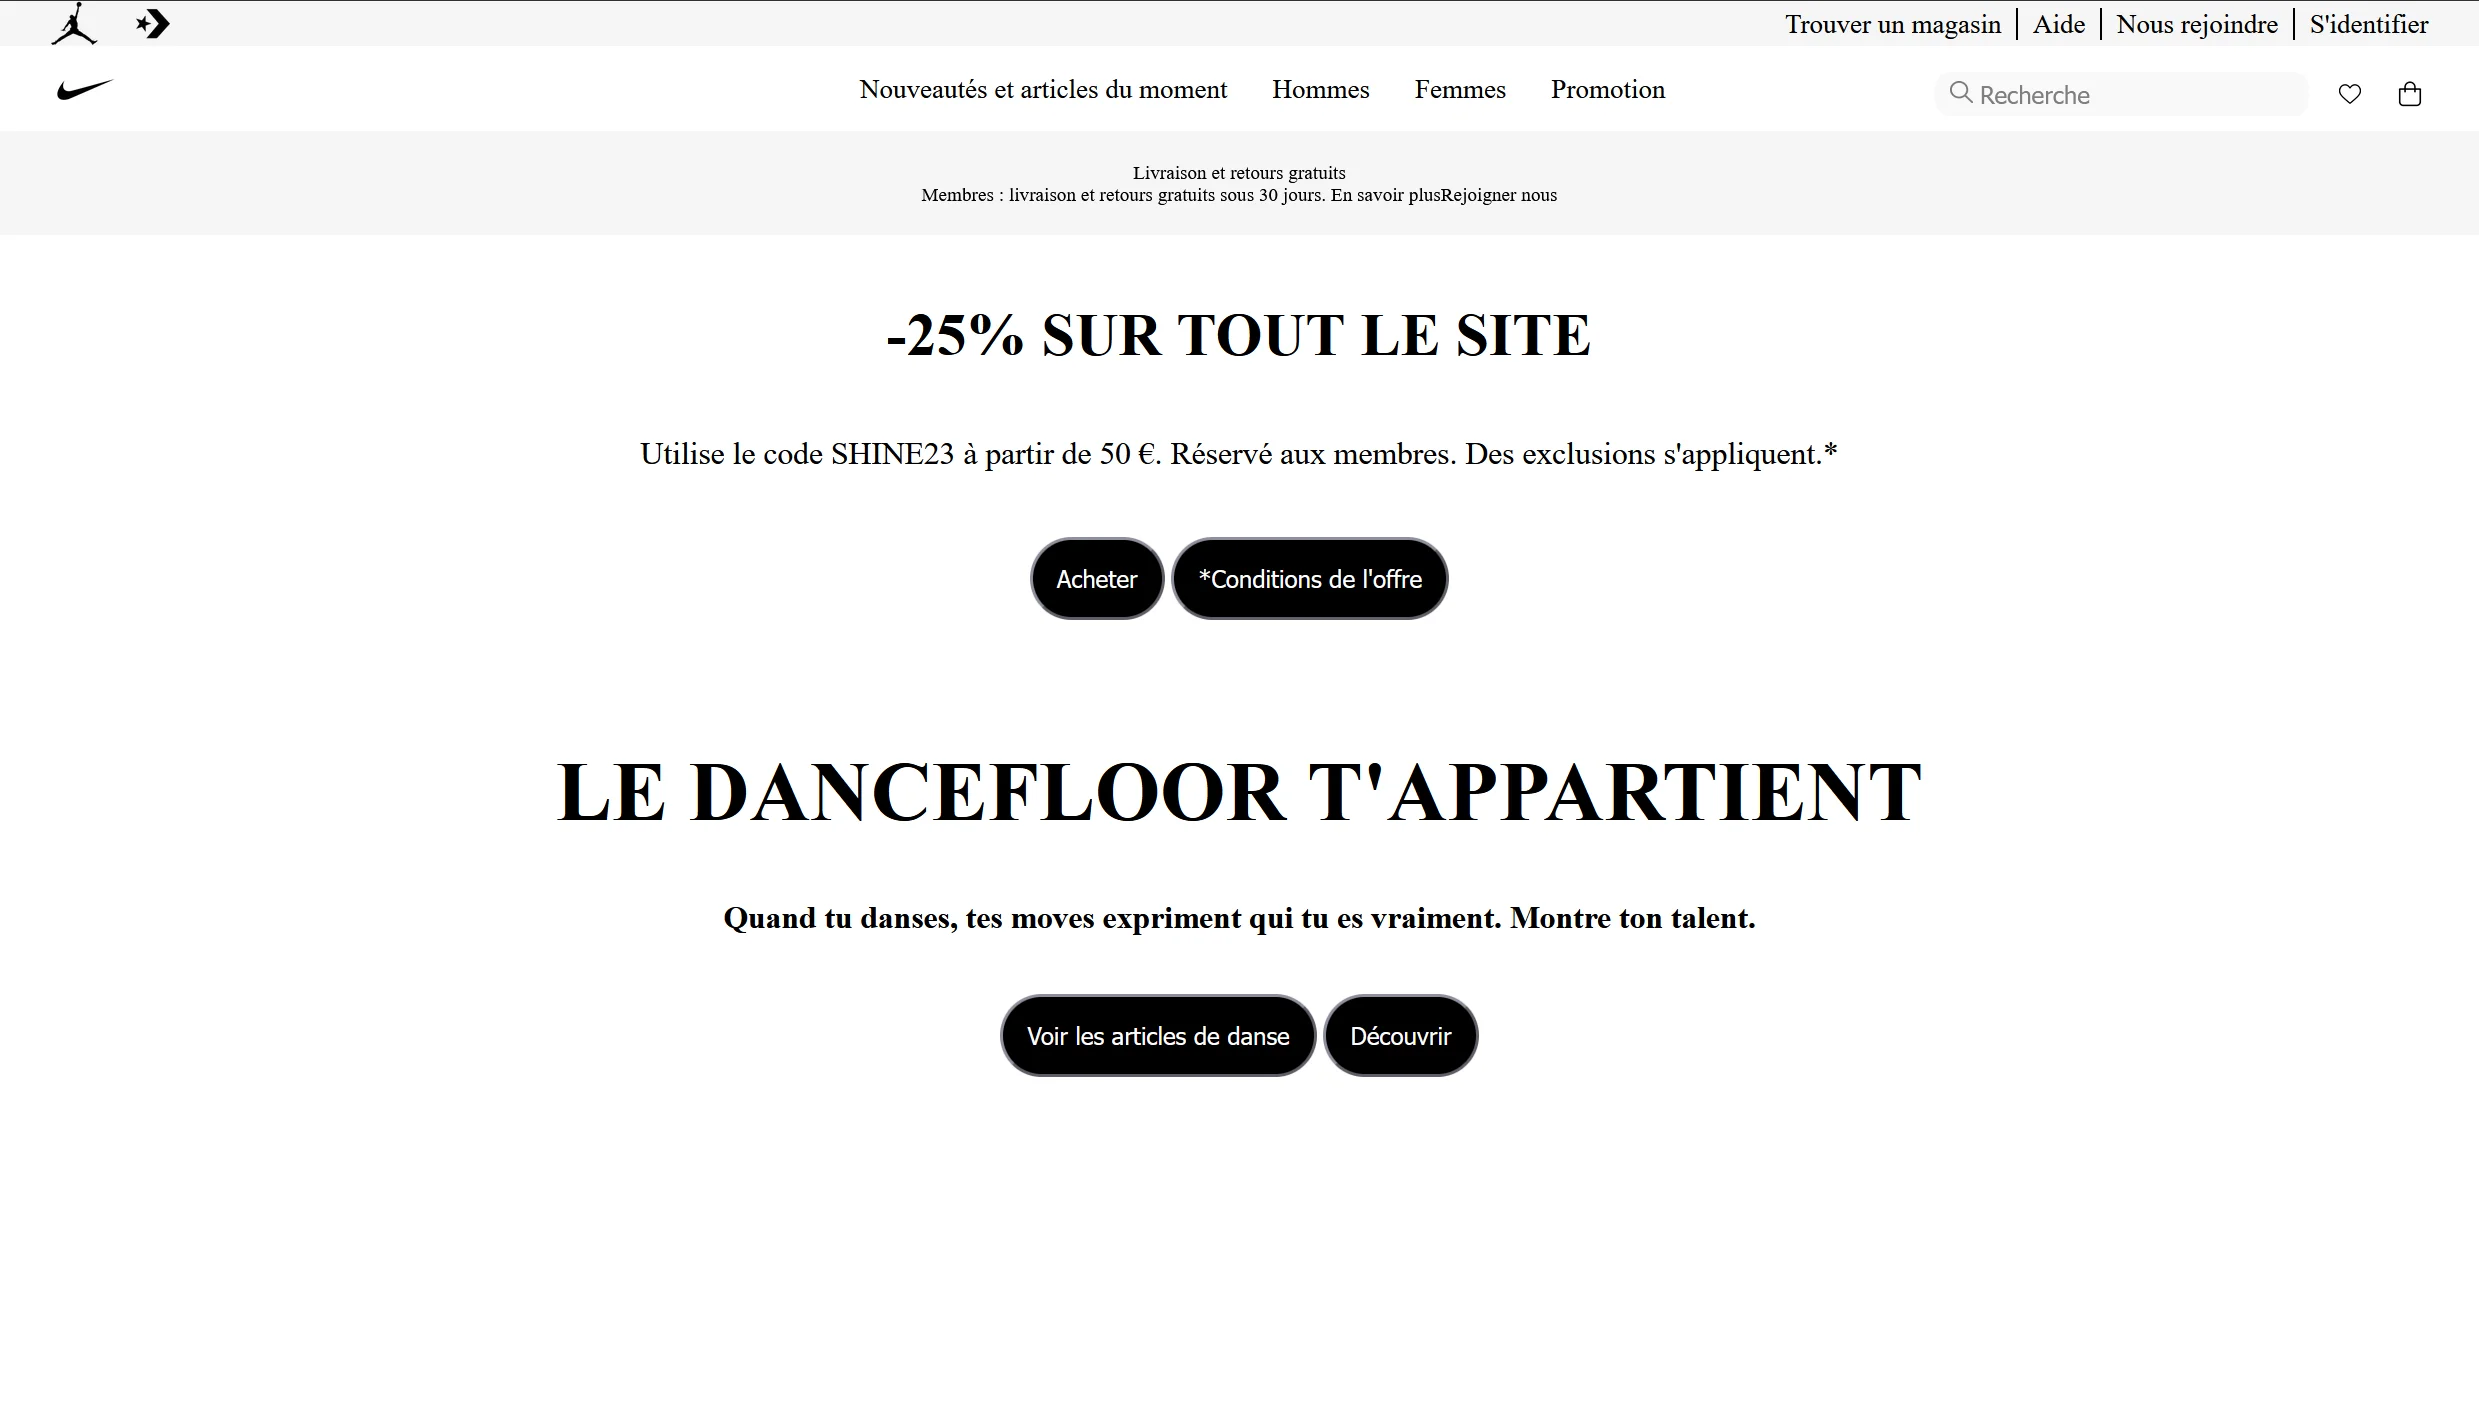 Trouver un magasin
Aide
Nous rejoindre
S'identifier
Nouveautés et articles du moment
Hommes
Femmes
Promotion
Recherche
Livraison et retours gratuits
Membres : livraison et retours gratuits sous 30 jours. En savoir plusRejoigner nous
-25% SUR TOUT LE SITE
Utilise le code SHINE23 à partir de 50 €. Réservé aux membres. Des exclusions s'appliquent.*
Acheter
*Conditions de l'offre
LE DANCEFLOOR T'APPARTIENT
Quand tu danses, tes moves expriment qui tu es vraiment. Montre ton talent.
Voir les articles de danse
Découvrir